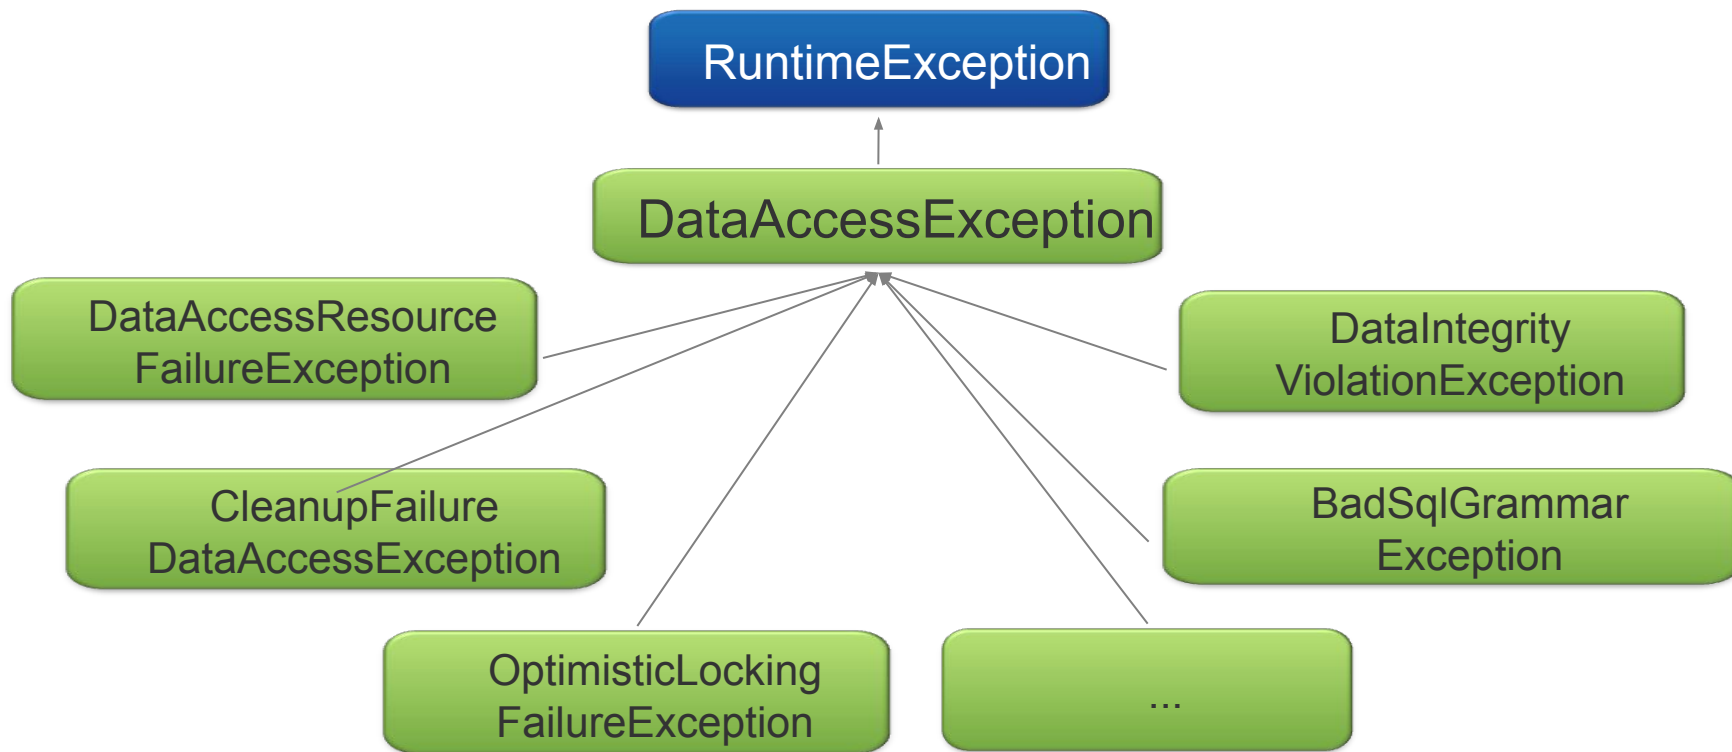 RuntimeException
DataAccessException
DataAccessResource
FailureException
DataIntegrity
ViolationException
CleanupFailure
DataAccessException
BadSqlGrammar
Exception
OptimisticLocking
FailureException
...